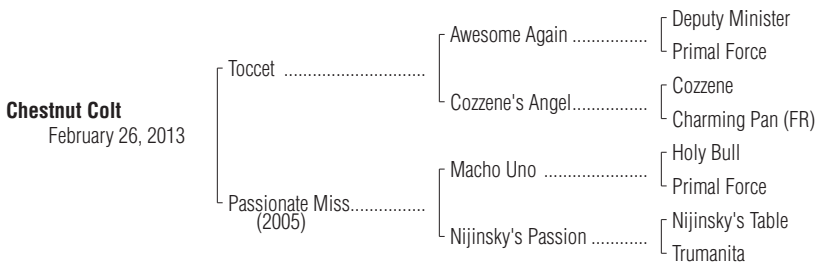 Deputy Minister
Awesome Again ................
Primal Force
Toccet ..............................
Cozzene
Cozzene's Angel................
Charming Pan (FR)
Chestnut Colt
February 26, 2013
Holy Bull
Macho Uno ......................
Primal Force
Passionate Miss................
(2005)
Nijinsky's Table
Nijinsky's Passion ............
Trumanita